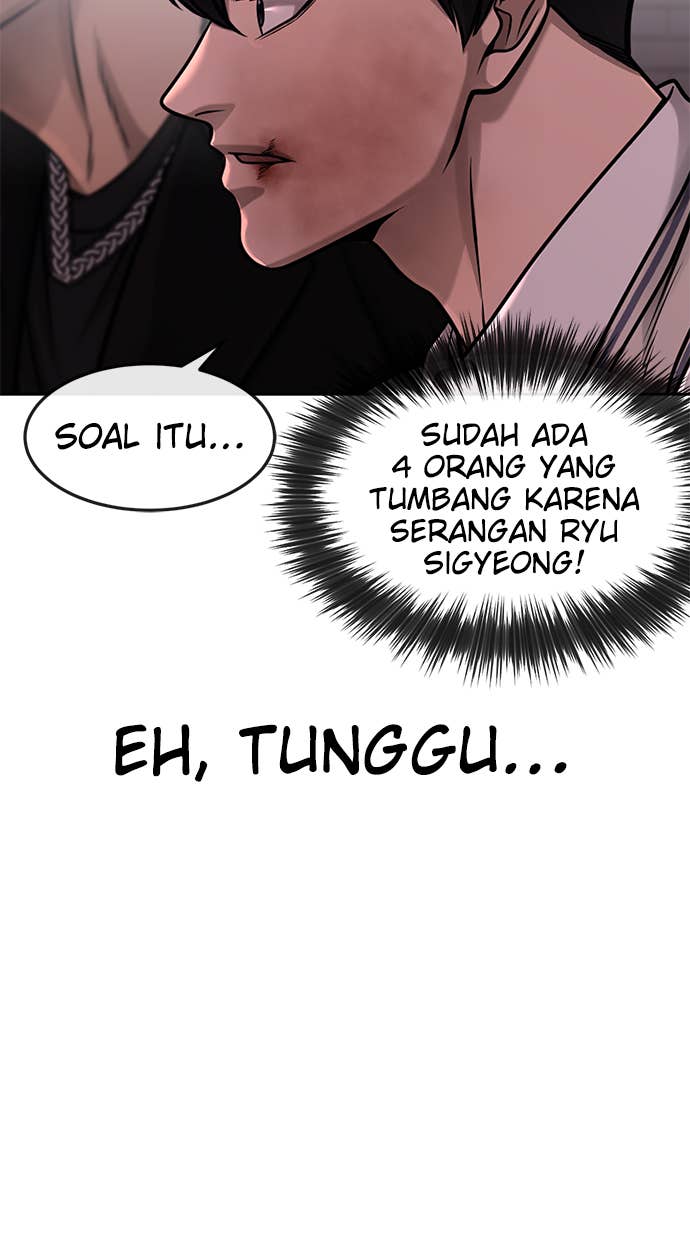 SOAL ITU...
SUDAH ADA
4 ORANG YANG
TUMBANG KARENA
SERANGAN RYU
SIGYEONG!
EH, TUNGGU...